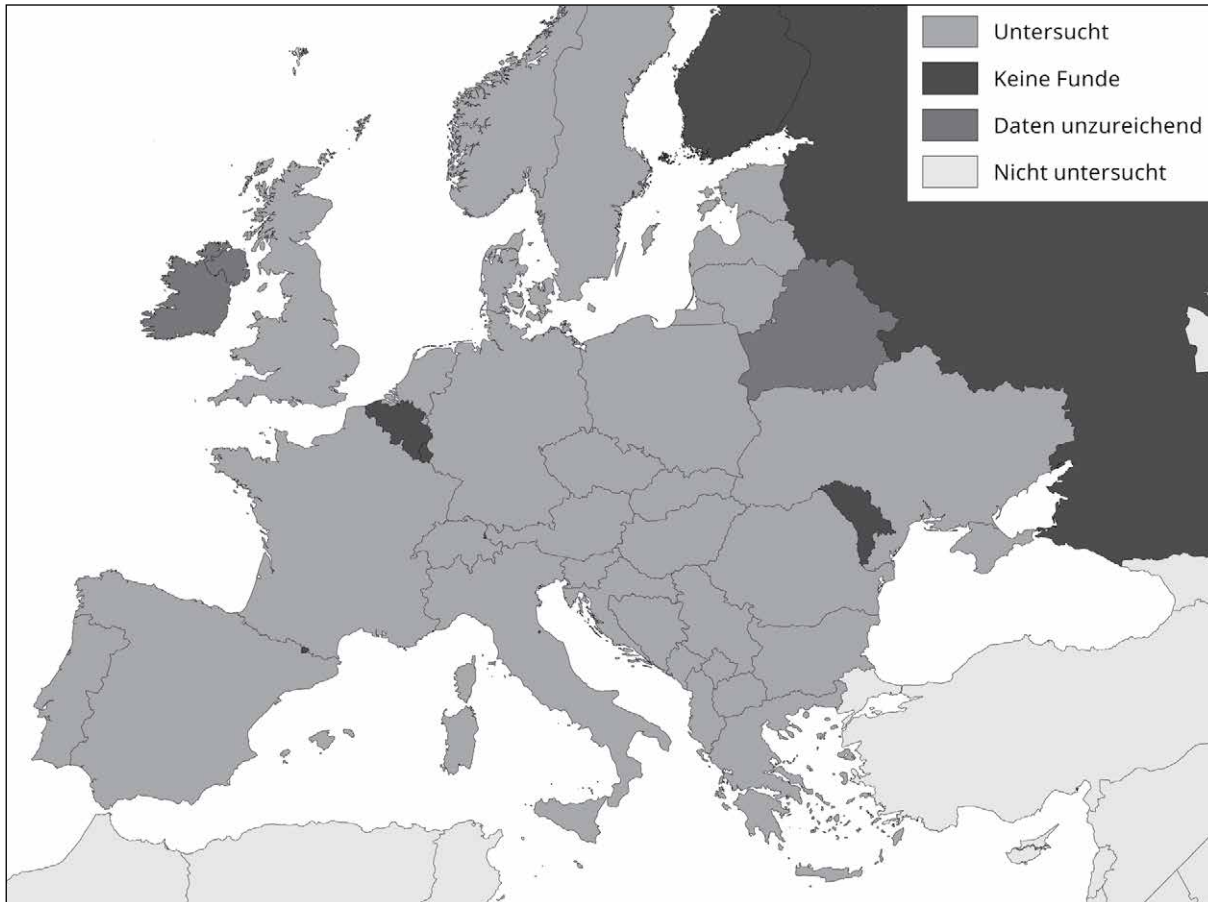 Untersucht
Keine Funde
Daten unzureichend
Nicht untersucht